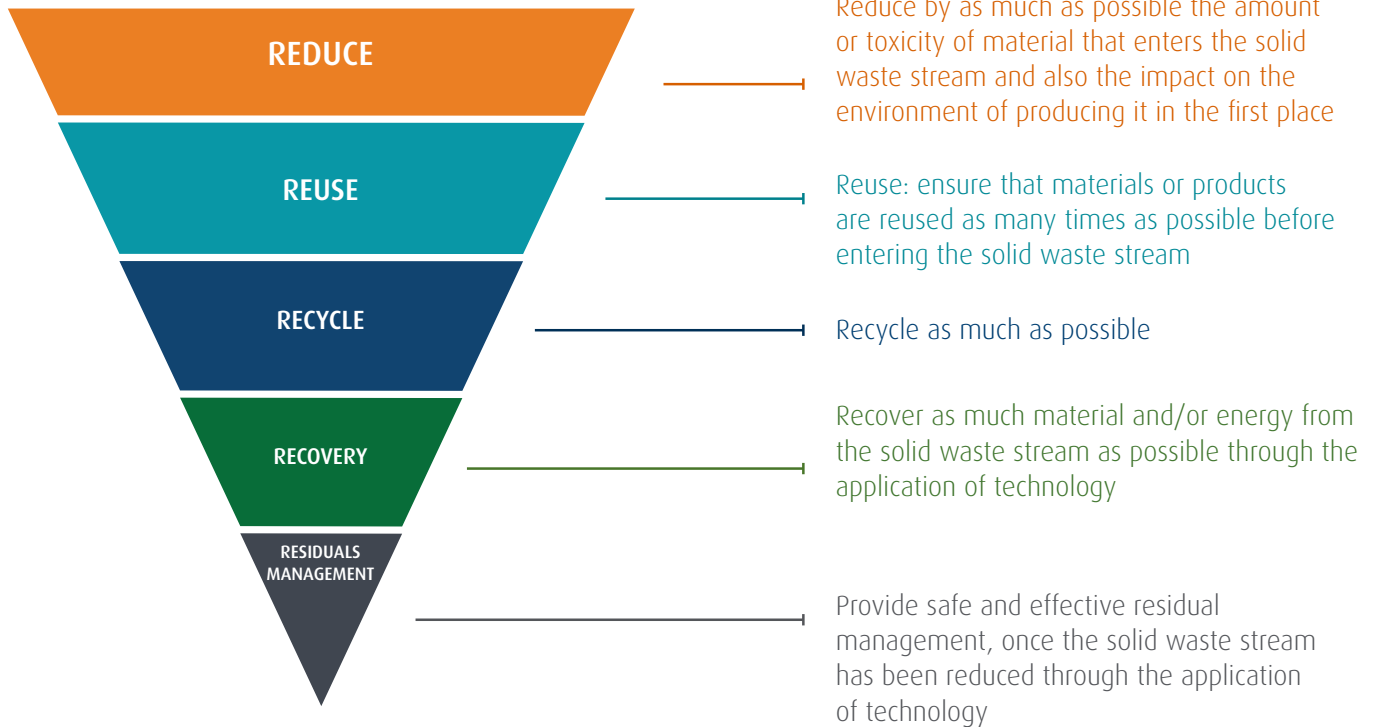 REDUCE
Reduce by as much as possible the amount
or toxicity of material that enters the solid
waste stream and also the impact on the
environment of producing it in the first place
REUSE
Reuse: ensure that materials or products
are reused as many times as possible before
entering the solid waste stream
RECYCLE
Recycle as much as possible
RECOVERY
Recover as much material and/or energy from
the solid waste stream as possible through the
application of technology
RESIDUALS
MANAGEMENT
Provide safe and effective residual
management, once the solid waste stream
has been reduced through the application
of technology